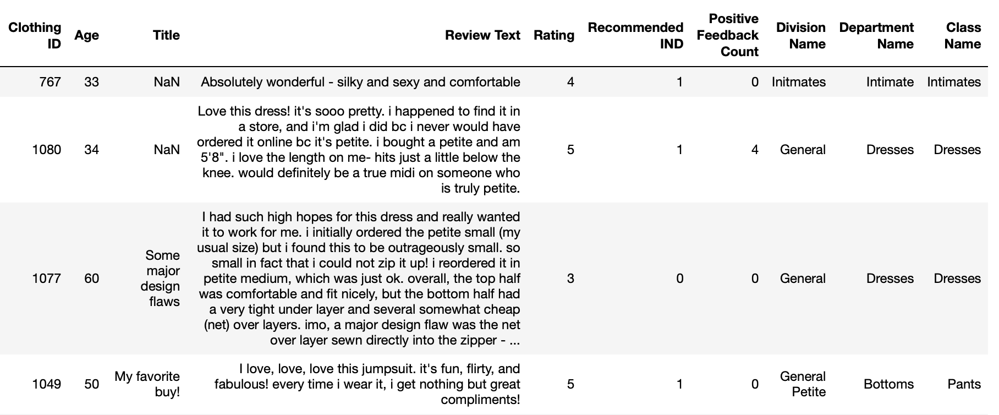 Clothing ID Age Title Review Text Rating Recommended IND Positive Feedback Count Division Name Department Name Class Name
767 33 NaN Absolutely wonderful - silky and sexy and comfortable 4 1 0 Initmates Intimate Intimates
1080 34 NaN
Love this dress! it's sooo pretty. i happened to find it in
a store, and i'm glad i did bc i never would have
ordered it online bc it's petite. i bought a petite and am
5'8". i love the length on me- hits just a little below the
knee. would definitely be a true midi on someone who
is truly petite.
5 1 4 General Dresses Dresses
1077 60
Some
major
design
flaws
I had such high hopes for this dress and really wanted
it to work for me. i initially ordered the petite small (my
usual size) but i found this to be outrageously small. so
small in fact that i could not zip it up! i reordered it in
petite medium, which was just ok. overall, the top half
was comfortable and fit nicely, but the bottom half had
a very tight under layer and several somewhat cheap
(net) over layers. imo, a major design flaw was the net
over layer sewn directly into the zipper - ...
3 0 0 General Dresses Dresses
1049 50
My favorite
buy!
I love, love, love this jumpsuit. it's fun, flirty, and
fabulous! every time i wear it, i get nothing but great
compliments!
5 1 0
General
Petite
Bottoms Pants